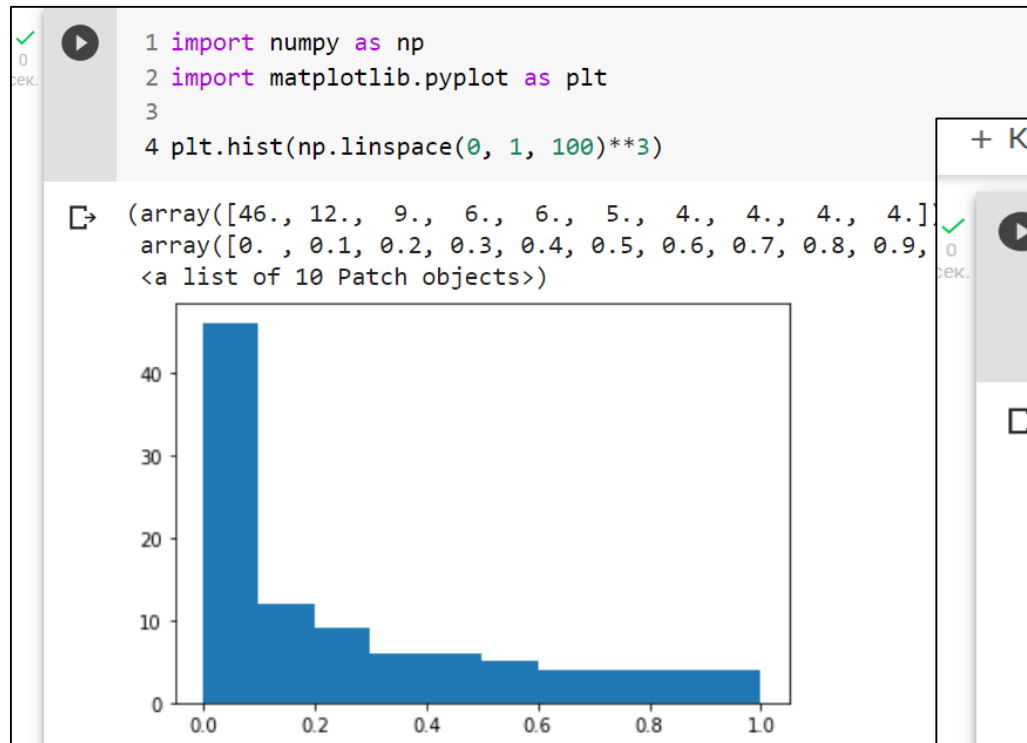 1 import numpy as np
2 import matplotlib.pyplot as plt
3
4 plt.hist(np.linspace(0, 1, 100)**3)
0
сек.
(array([46., 12., 9., 6., 6., 5., 4., 4., 4., 4.])
array([0. , 0.1, 0.2, 0.3, 0.4, 0.5, 0.6, 0.7, 0.8, 0.9,
<a list of 10 Patch objects>)
40
30
20
10
0
0.0 0.2 0.4 0.6 0.8 1.0
+ К
0
сек.